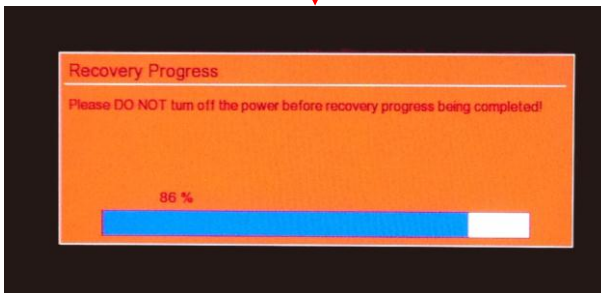 Recovery Progress
Please DO NOT turn off the power before recovery progress being completed!
86 %